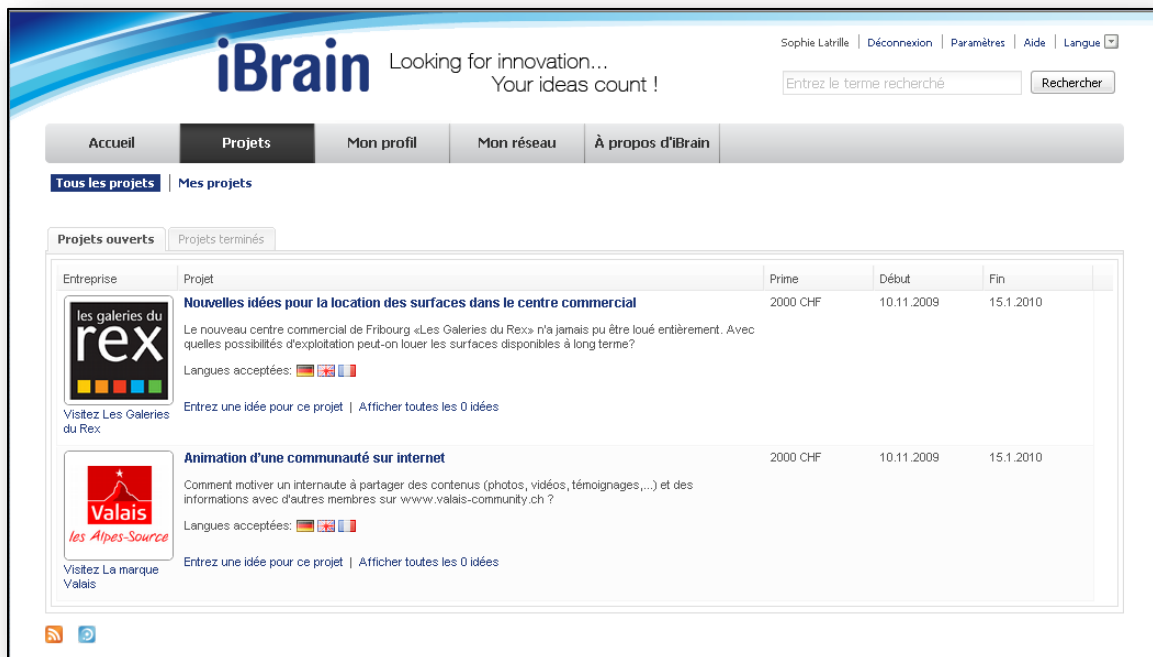 Sophie Latrille | Déconnexion | Paramètres | Aide | Langue
iBrain
Looking for innovation...
Your ideas count !
Entrez le terme recherché
Rechercher
Accueil Projets Mon profil Mon réseau À propos d'iBrain
Tous les projets | Mes projets
Projets ouverts Projets terminés
Entreprise Projet Prime Début Fin
les galeries du
rex
Visitez Les Galeries
du Rex
Nouvelles idées pour la location des surfaces dans le centre commercial 2000 CHF 10.11.2009 15.1.2010
Le nouveau centre commercial de Fribourg «Les Galeries du Rex» n'a jamais pu être loué entièrement. Avec
quelles possibilités d'exploitation peut-on louer les surfaces disponibles à long terme?
Langues acceptées:
Entrez une idée pour ce projet | Afficher toutes les 0 idées
Valais
les Alpes-Source
Visitez La marque
Valais
Animation d'une communauté sur internet 2000 CHF 10.11.2009 15.1.2010
Comment motiver un internaute à partager des contenus (photos, vidéos, témoignages,...) et des
informations avec d'autres membres sur www.valais-community.ch ?
Langues acceptées:
Entrez une idée pour ce projet | Afficher toutes les 0 idées